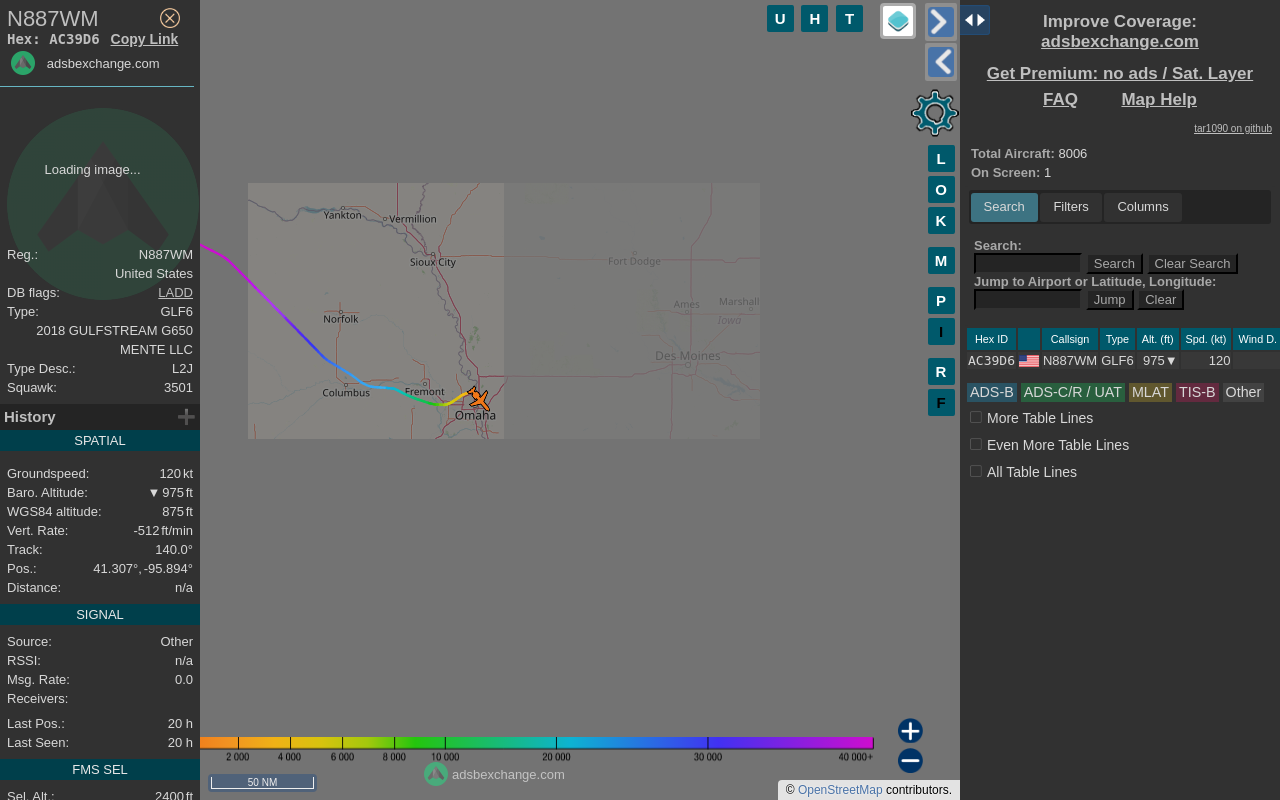 N887WM
Hex: AC39D6 Copy Link
adsbexchange.com
Loading image...
Reg.: N887WM
United States
DB flags: LADD
Type: GLF6
2018 GULFSTREAM G650
MENTE LLC
Type Desc.: L2J
Squawk: 3501
History
SPATIAL
Groundspeed: 120 kt
Baro. Altitude: ▼ 975 ft
WGS84 altitude: 875 ft
Vert. Rate: -512 ft/min
Track: 140.0°
Pos.: 41.307°, -95.894°
Distance: n/a
SIGNAL
Source: Other
RSSI: n/a
Msg. Rate: 0.0
Receivers:
Last Pos.: 20 h
Last Seen: 20 h
FMS SEL
Sel. Alt.: 2400 ft
U H T
L
O
K
M
P
I
R
F
Yankton
Vermillion
Sioux City
Fort Dodge
Norfolk
Ames
Marshall
Iowa
Des Moines
Columbus
Fremont
Omaha
2 000 4 000 6 000 8 000 10 000 20 000 30 000 40 000+
adsbexchange.com
50 NM
© OpenStreetMap contributors.
Improve Coverage:
adsbexchange.com
Get Premium: no ads / Sat. Layer
FAQ Map Help
tar1090 on github
Total Aircraft: 8006
On Screen: 1
Search Filters Columns
Search:
Search Clear Search
Jump to Airport or Latitude, Longitude:
Jump Clear
Hex ID Callsign Type Alt. (ft) Spd. (kt) Wind D.
AC39D6 N887WM GLF6 975▼ 120
ADS-B ADS-C/R / UAT MLAT TIS-B Other
More Table Lines
Even More Table Lines
All Table Lines